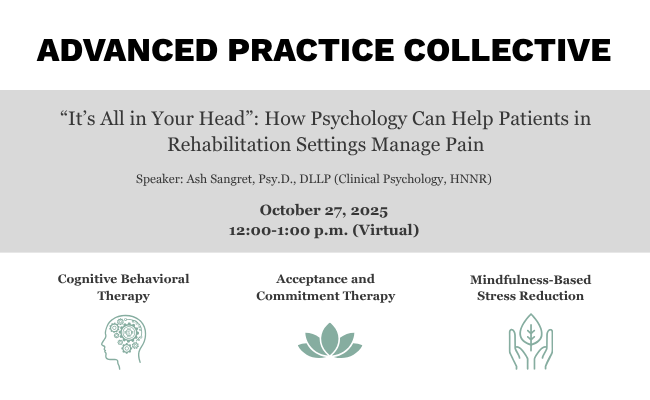 ADVANCED PRACTICE COLLECTIVE
“It’s All in Your Head”: How Psychology Can Help Patients in
Rehabilitation Settings Manage Pain
Speaker: Ash Sangret, Psy.D., DLLP (Clinical Psychology, HNNR)
October 27, 2025
12:00-1:00 p.m. (Virtual)
Cognitive Behavioral
Therapy
Acceptance and
Commitment Therapy
Mindfulness-Based
Stress Reduction